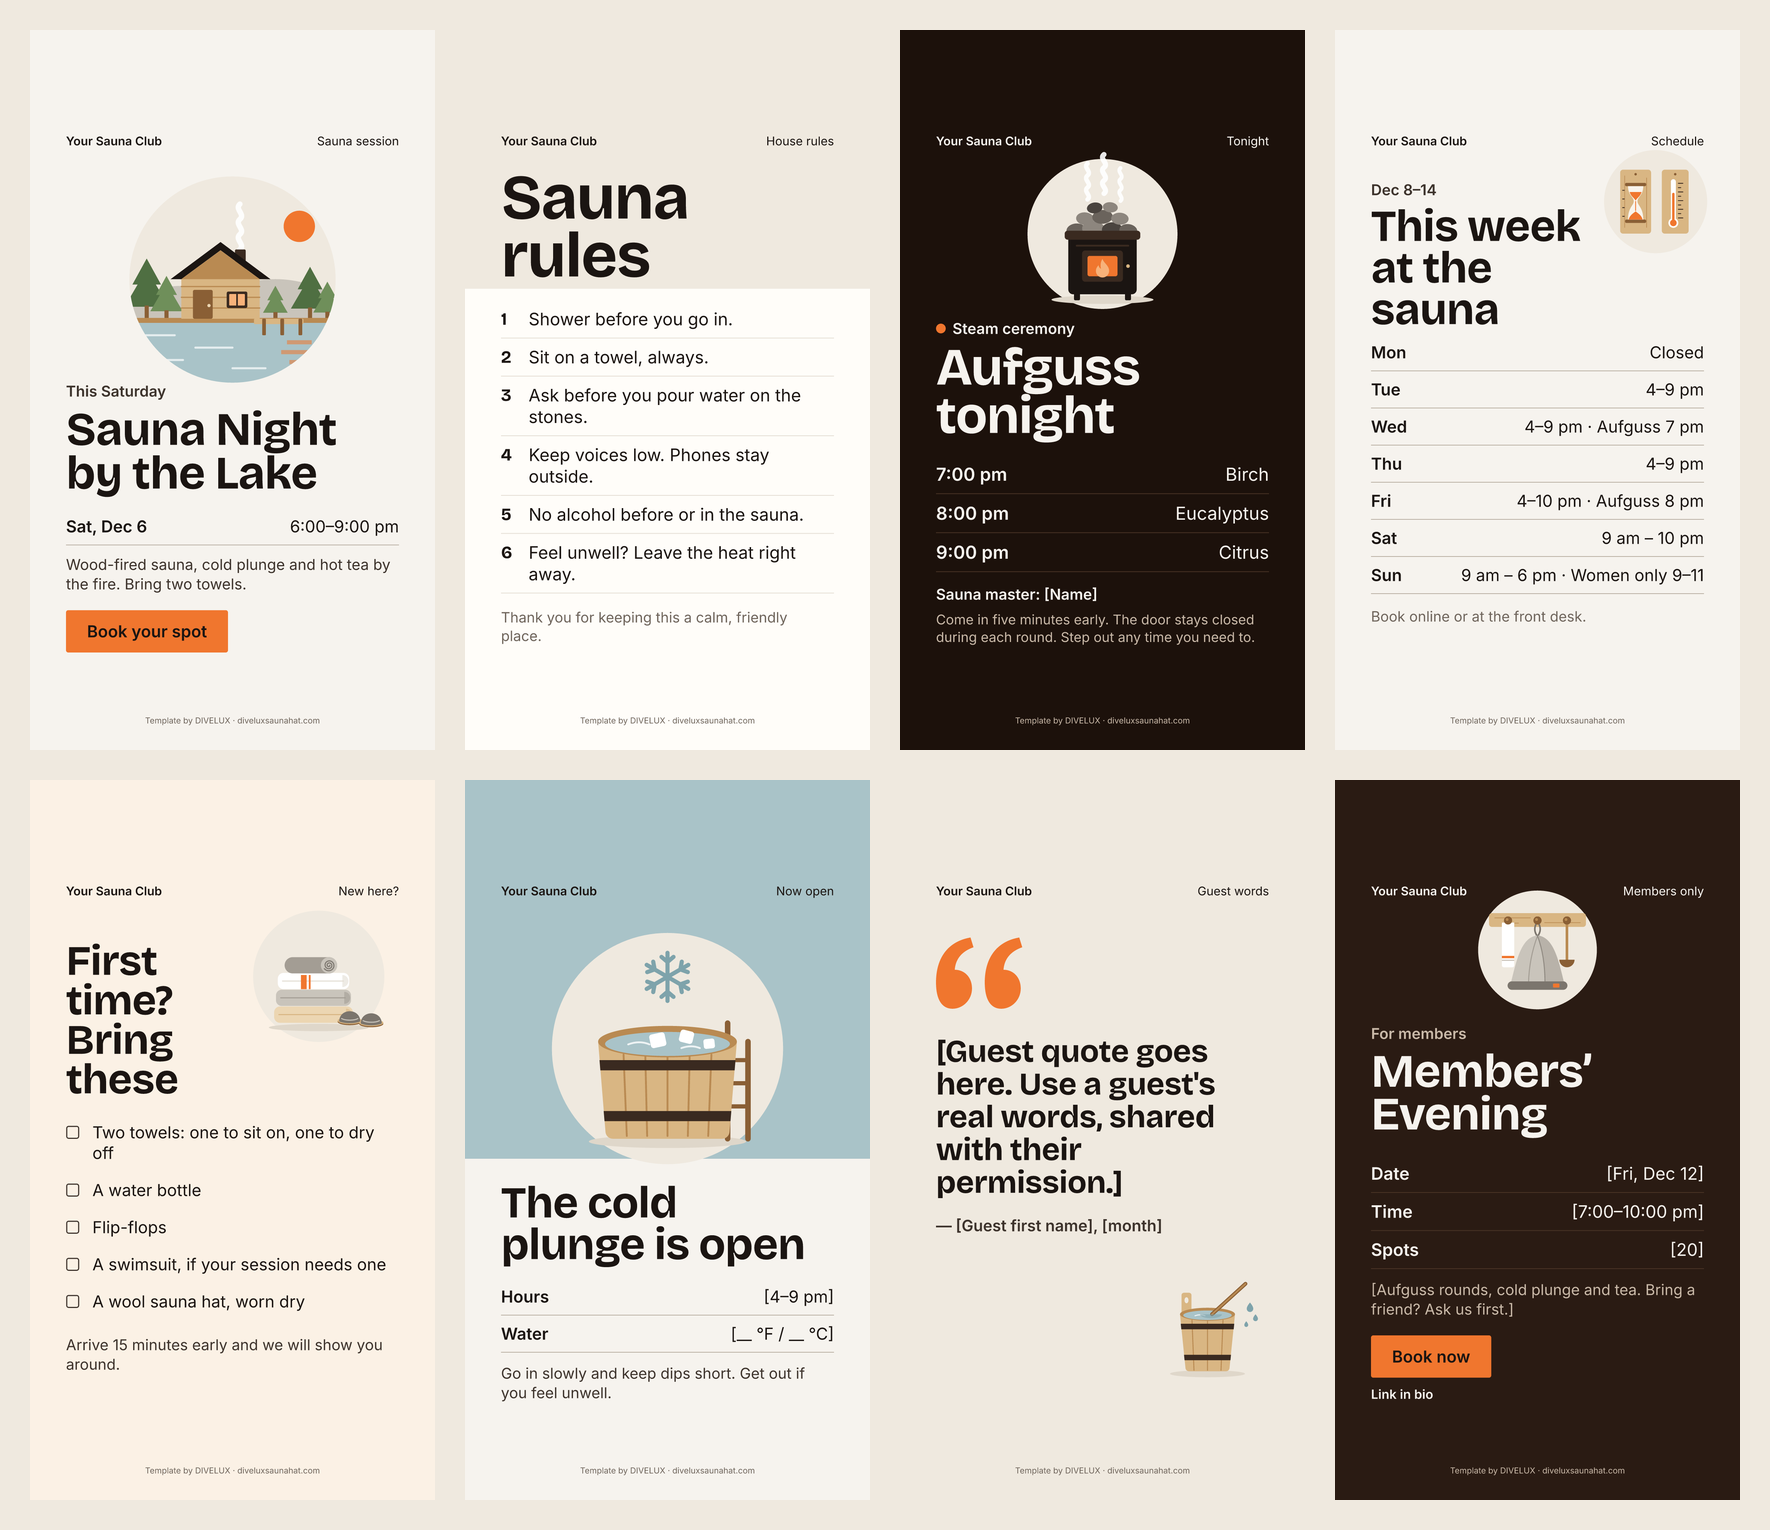 Your Sauna Club
Sauna session
This Saturday
Sauna Night
by the Lake
Sat, Dec 6
6:00–9:00 pm
Wood-fired sauna, cold plunge and hot tea by
the fire. Bring two towels.
Book your spot
Template by DIVELUX · diveluxsaunahat.com
Your Sauna Club
House rules
Sauna
rules
1 Shower before you go in.
2 Sit on a towel, always.
3 Ask before you pour water on the
stones.
4 Keep voices low. Phones stay
outside.
5 No alcohol before or in the sauna.
6 Feel unwell? Leave the heat right
away.
Thank you for keeping this a calm, friendly
place.
Template by DIVELUX · diveluxsaunahat.com
Your Sauna Club
Tonight
Steam ceremony
Aufguss
tonight
7:00 pm Birch
8:00 pm Eucalyptus
9:00 pm Citrus
Sauna master: [Name]
Come in five minutes early. The door stays closed
during each round. Step out any time you need to.
Template by DIVELUX · diveluxsaunahat.com
Your Sauna Club
Schedule
Dec 8–14
This week
at the
sauna
Mon Closed
Tue 4–9 pm
Wed 4–9 pm · Aufguss 7 pm
Thu 4–9 pm
Fri 4–10 pm · Aufguss 8 pm
Sat 9 am – 10 pm
Sun 9 am – 6 pm · Women only 9–11
Book online or at the front desk.
Template by DIVELUX · diveluxsaunahat.com
Your Sauna Club
New here?
First
time?
Bring
these
Two towels: one to sit on, one to dry
off
A water bottle
Flip-flops
A swimsuit, if your session needs one
A wool sauna hat, worn dry
Arrive 15 minutes early and we will show you
around.
Template by DIVELUX · diveluxsaunahat.com
Your Sauna Club
Now open
The cold
plunge is open
Hours [4–9 pm]
Water [__ °F / __ °C]
Go in slowly and keep dips short. Get out if
you feel unwell.
Template by DIVELUX · diveluxsaunahat.com
Your Sauna Club
Guest words
“
[Guest quote goes
here. Use a guest's
real words, shared
with their
permission.]
— [Guest first name], [month]
Template by DIVELUX · diveluxsaunahat.com
Your Sauna Club
Members only
For members
Members’
Evening
Date [Fri, Dec 12]
Time [7:00–10:00 pm]
Spots [20]
[Aufguss rounds, cold plunge and tea. Bring a
friend? Ask us first.]
Book now
Link in bio
Template by DIVELUX · diveluxsaunahat.com